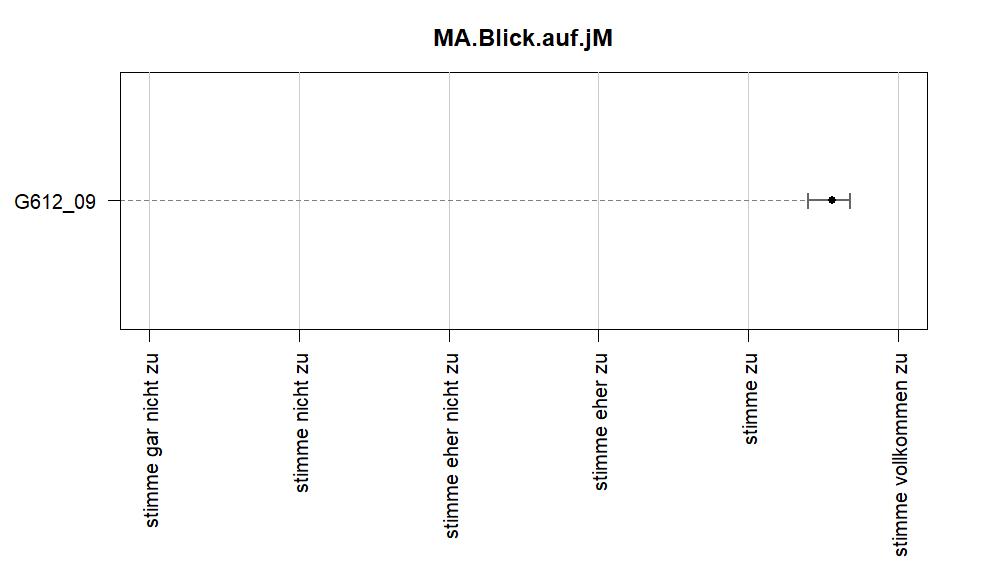 MA.Blick.auf.jM
G612_09
stimme gar nicht zu
stimme nicht zu
stimme eher nicht zu
stimme eher zu
stimme zu
stimme vollkommen zu